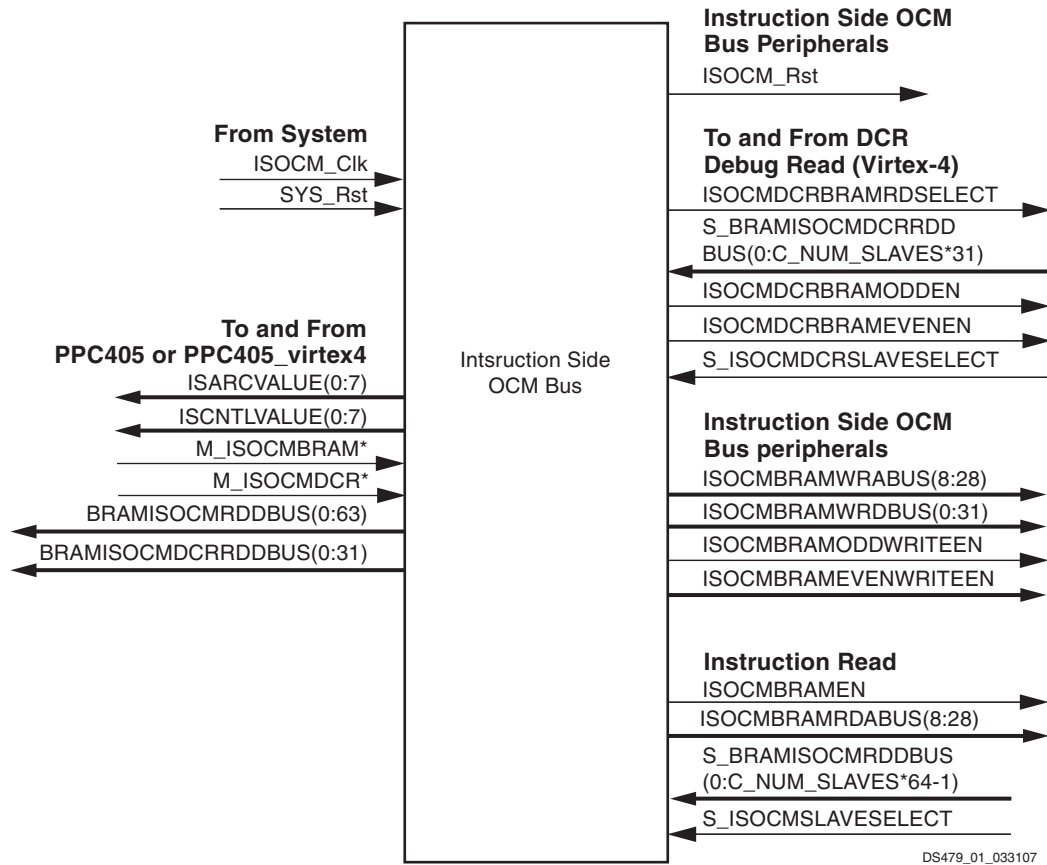 Instruction Side OCM
Bus Peripherals
ISOCM_Rst
From System
ISOCM_Clk
SYS_Rst
To and From DCR
Debug Read (Virtex-4)
ISOCMDCRBRAMRDSELECT
S_BRAMISOCMDCRRDD
BUS(0:C_NUM_SLAVES*31)
ISOCMDCRBRAMODDEN
ISOCMDCRBRAMEVENEN
S_ISOCMDCRSLAVESELECT
To and From
PPC405 or PPC405_virtex4
ISARCVALUE(0:7)
ISCNTLVALUE(0:7)
M_ISOCMBRAM*
M_ISOCMDCR*
BRAMISOCMRDDBUS(0:63)
BRAMISOCMDCRRDDBUS(0:31)
Intsruction Side
OCM Bus
Instruction Side OCM
Bus peripherals
ISOCMBRAMWRABUS(8:28)
ISOCMBRAMWRDBUS(0:31)
ISOCMBRAMODDWRITEEN
ISOCMBRAMEVENWRITEEN
Instruction Read
ISOCMBRAMEN
ISOCMBRAMRDABUS(8:28)
S_BRAMISOCMRDDBUS
(0:C_NUM_SLAVES*64-1)
S_ISOCMSLAVESELECT
DS479_01_033107